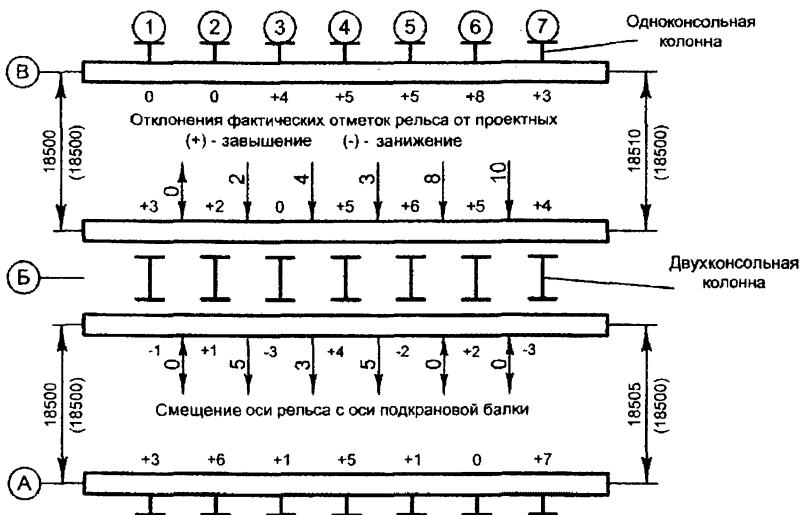 1 2 3 4 5 6 7
Одноконсольная
колонна
В
0 0 +4 +5 +5 +8 +3
Отклонения фактических отметок рельса от проектных
(+) - завышение (-) - занижение
18500
(18500)
18510
(18500)
0 2 4 3 8 10
+3 +2 0 +5 +6 +5 +4
Б
Двухконсольная
колонна
-1 +1 -3 +4 -2 +2 -3
0 5 3 5 0 0
Смещение оси рельса с оси подкрановой балки
18500
(18500)
18505
(18500)
+3 +6 +1 +5 +1 0 +7
А